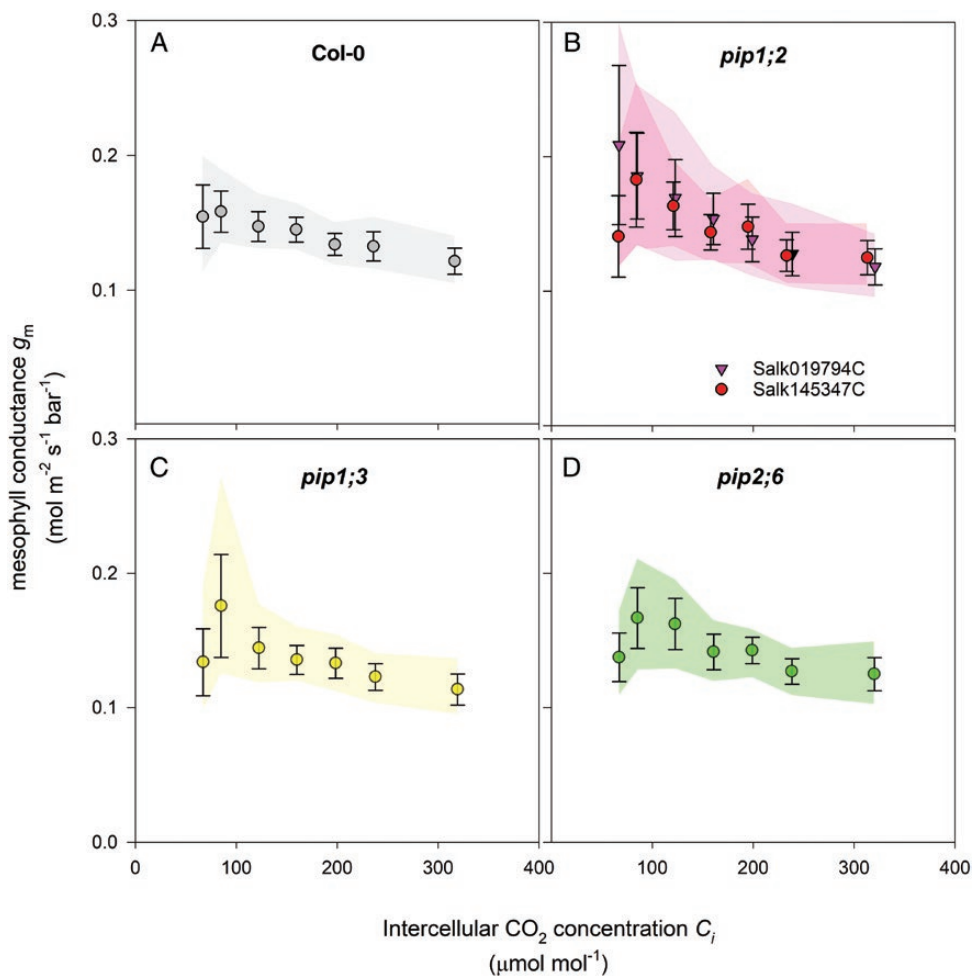 A
Col-0
B
pip1;2
Salk019794C
Salk145347C
C
pip1;3
D
pip2;6
0.3
0.2
0.1
0.3
0.2
0.1
0.0
0 100 200 300 400 100 200 300 400
mesophyll conductance gm
(mol m⁻² s⁻¹ bar⁻¹)
Intercellular CO₂ concentration Cᵢ
(μmol mol⁻¹)